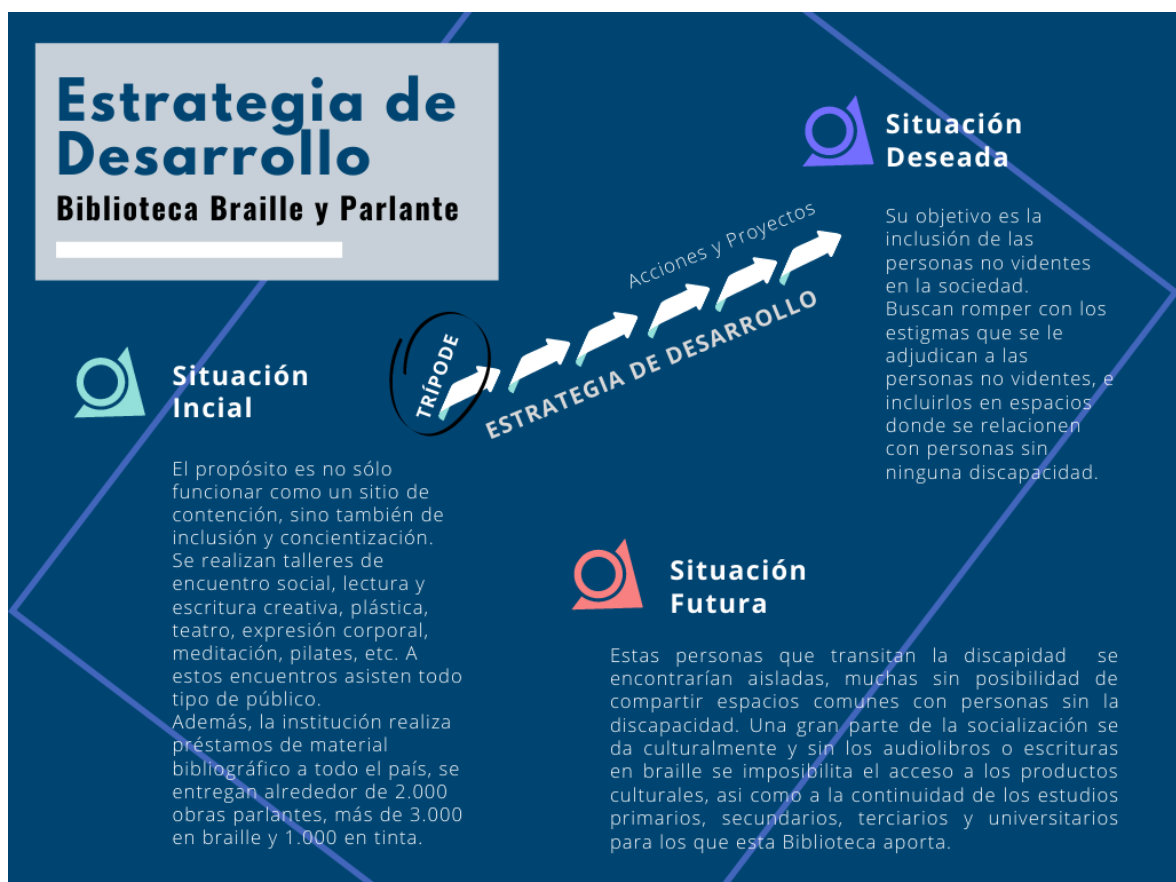 Estrategia de
Desarrollo
Biblioteca Braille y Parlante
Situación
Incial
El propósito es no sólo
funcionar como un sitio de
contención, sino también de
inclusión y concientización.
Se realizan talleres de
encuentro social, lectura y
escritura creativa, plástica,
teatro, expresión corporal,
meditación, pilates, etc. A
estos encuentros asisten todo
tipo de público.
Además, la institución realiza
préstamos de material
bibliográfico a todo el país, se
entregan alrededor de 2.000
obras parlantes, más de 3.000
en braille y 1.000 en tinta.
TRÍPODE
Acciones y Proyectos
ESTRATEGIA DE DESARROLLO
Situación
Deseada
Su objetivo es la
inclusión de las
personas no videntes
en la sociedad.
Buscan romper con los
estigmas que se le
adjudican a las
personas no videntes, e
incluirlos en espacios
donde se relacionen
con personas sin
ninguna discapacidad.
Situación
Futura
Estas personas que transitan la discapidad se
encontrarían aisladas, muchas sin posibilidad de
compartir espacios comunes con personas sin la
discapacidad. Una gran parte de la socialización se
da culturalmente y sin los audiolibros o escrituras
en braille se imposibilita el acceso a los productos
culturales, asi como a la continuidad de los estudios
primarios, secundarios, terciarios y universitarios
para los que esta Biblioteca aporta.